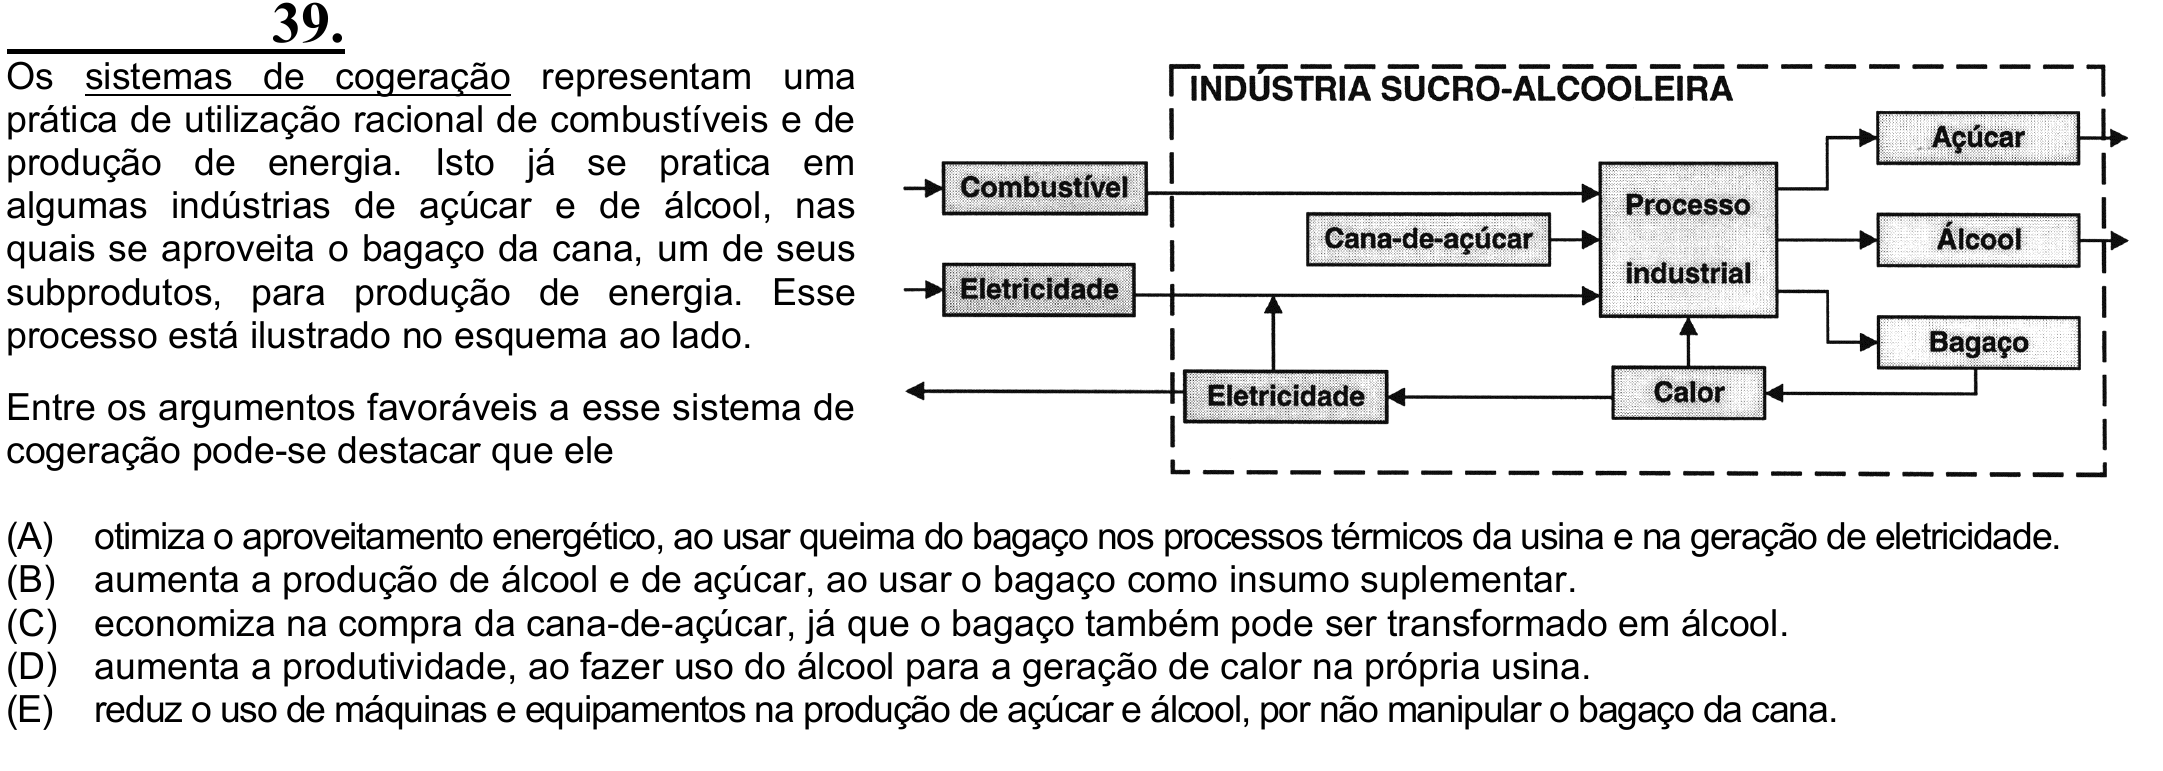 39.
Os sistemas de cogeração representam uma
prática de utilização racional de combustíveis e de
produção de energia. Isto já se pratica em
algumas indústrias de açúcar e de álcool, nas
quais se aproveita o bagaço da cana, um de seus
subprodutos, para produção de energia. Esse
processo está ilustrado no esquema ao lado.
Entre os argumentos favoráveis a esse sistema de
cogeração pode-se destacar que ele
INDÚSTRIA SUCRO-ALCOOLEIRA
Combustível
Cana-de-açúcar
Eletricidade
Processo
industrial
Açúcar
Álcool
Bagaço
Calor
Eletricidade
(A) otimiza o aproveitamento energético, ao usar queima do bagaço nos processos térmicos da usina e na geração de eletricidade.
(B) aumenta a produção de álcool e de açúcar, ao usar o bagaço como insumo suplementar.
(C) economiza na compra da cana-de-açúcar, já que o bagaço também pode ser transformado em álcool.
(D) aumenta a produtividade, ao fazer uso do álcool para a geração de calor na própria usina.
(E) reduz o uso de máquinas e equipamentos na produção de açúcar e álcool, por não manipular o bagaço da cana.